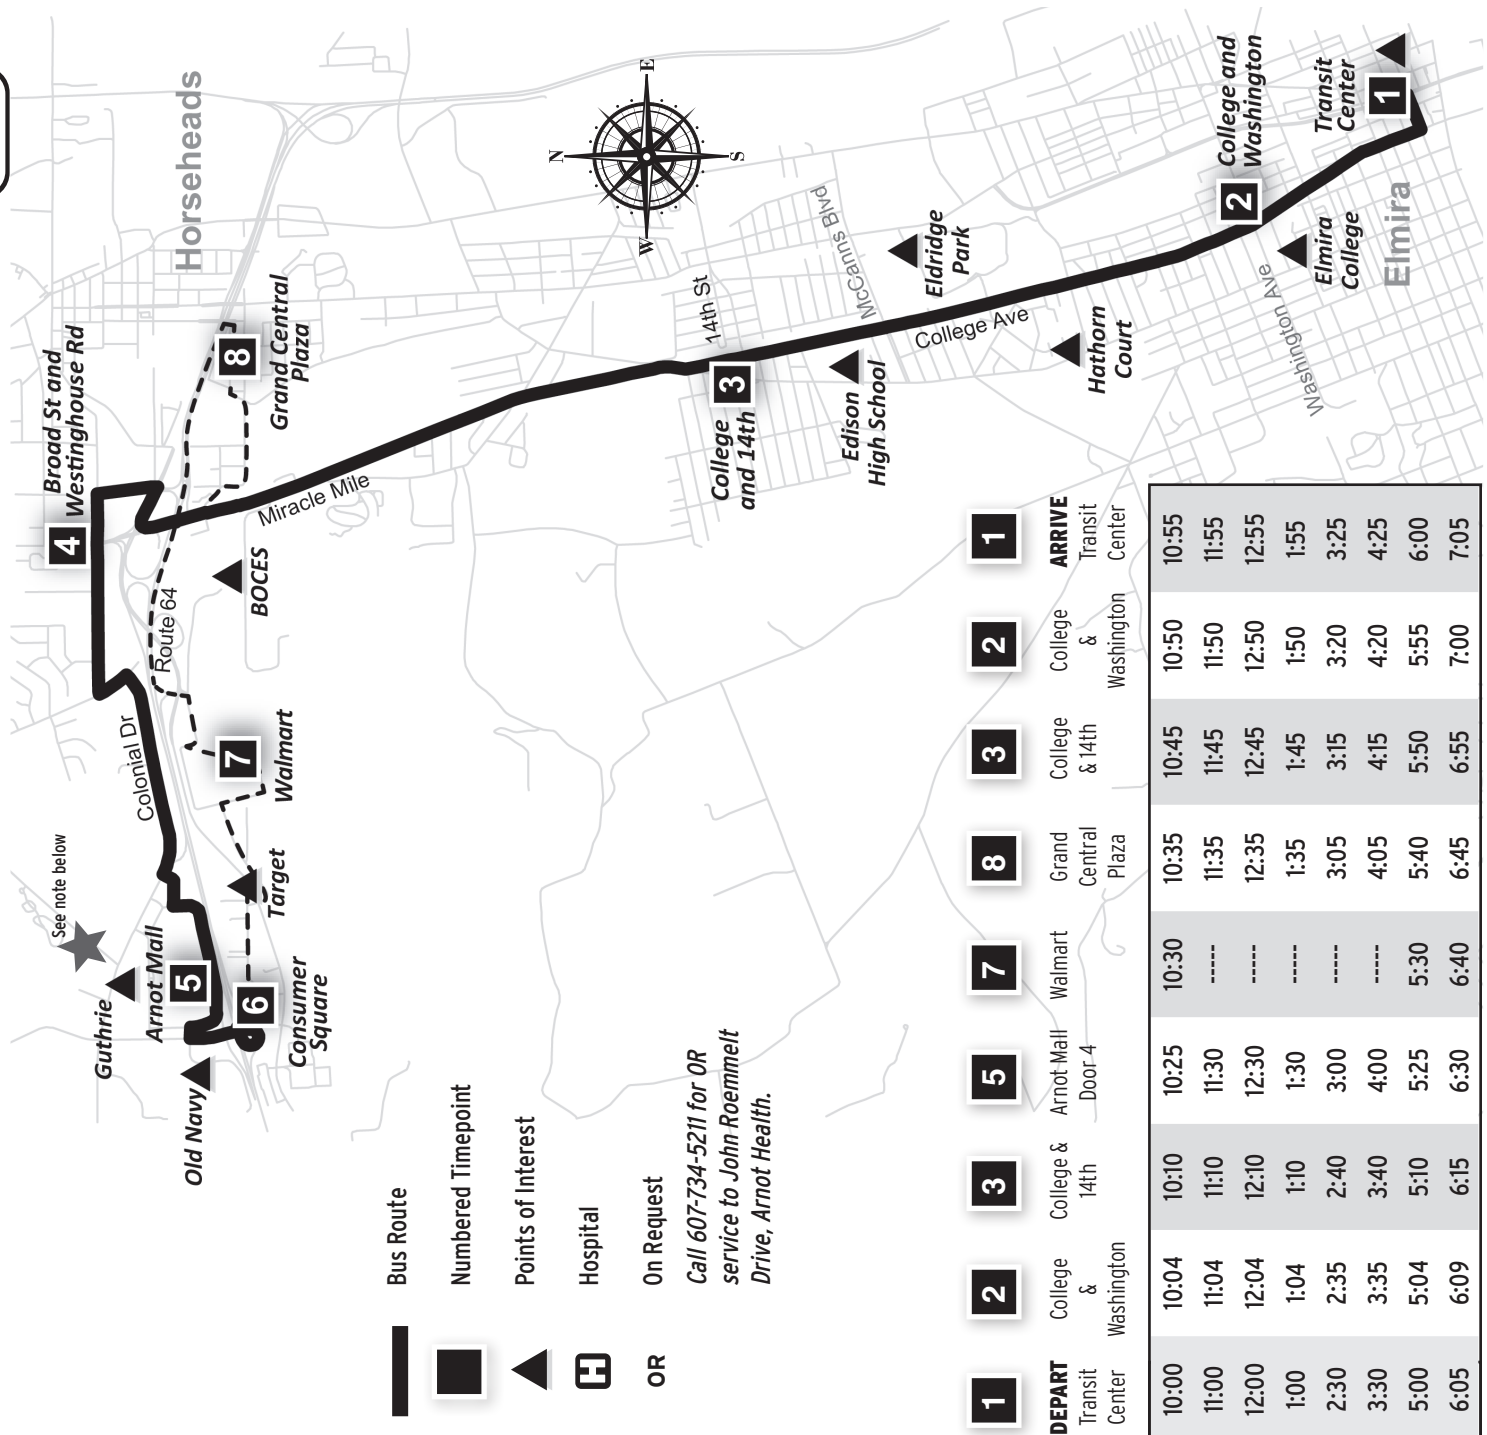 See note below
Broad St and
Westinghouse Rd
4
Guthrie
Arnot Mall
5
Old Navy
Colonial Dr
Route 64
Horseheads
7
Walmart
8
Grand Central
Plaza
6
Consumer
Square
Target
BOCES
Miracle Mile
N
E
S
W
14th St
3
College
and 14th
McCanns Blvd
Edison
High School
Eldridge
Park
College Ave
Hathorn
Court
2
College and
Washington
Washington Ave
Elmira
College
Transit
Center
1
Elmira
Bus Route
Numbered Timepoint
Points of Interest
H Hospital
OR On Request
Call 607-734-5211 for OR
service to John Roemmelt
Drive, Arnot Health.
1 2 3 5 7 8 3 2 1
DEPART
Transit
Center
College
&
Washington
College &
14th
Arnot Mall
Door 4
Walmart
Grand
Central
Plaza
College
& 14th
College
&
Washington
ARRIVE
Transit
Center
10:00 10:04 10:10 10:25 10:30 10:35 10:45 10:50 10:55
11:00 11:04 11:10 11:30 ----- 11:35 11:45 11:50 11:55
12:00 12:04 12:10 12:30 ----- 12:35 12:45 12:50 12:55
1:00 1:04 1:10 1:30 ----- 1:35 1:45 1:50 1:55
2:30 2:35 2:40 3:00 ----- 3:05 3:15 3:20 3:25
3:30 3:35 3:40 4:00 ----- 4:05 4:15 4:20 4:25
5:00 5:04 5:10 5:25 5:30 5:40 5:50 5:55 6:00
6:05 6:09 6:15 6:30 6:40 6:45 6:55 7:00 7:05